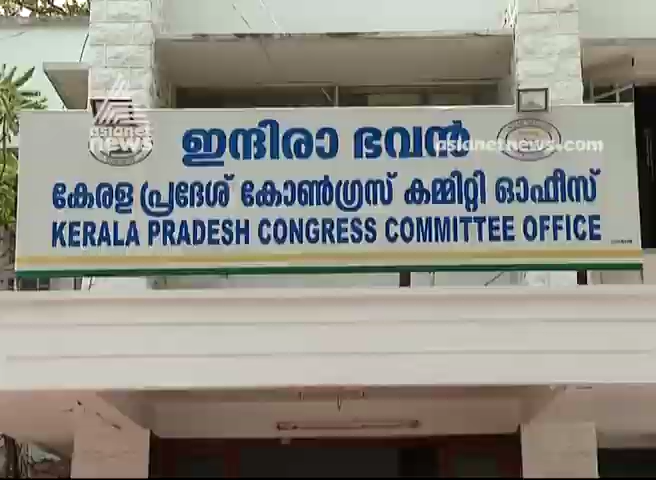 asianet
news
asianetnews.com
ഇന്ദിരാ ഭവൻ
കേരള പ്രദേശ് കോൺഗ്രസ് കമ്മിറ്റി ഓഫീസ്
KERALA PRADESH CONGRESS COMMITTEE OFFICE